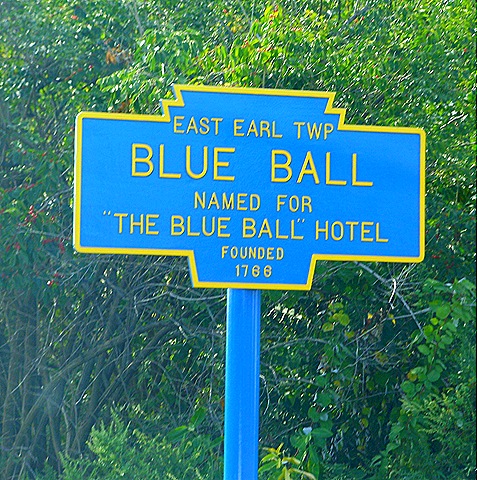 EAST EARL TWP
BLUE BALL
NAMED FOR
"THE BLUE BALL" HOTEL
FOUNDED
1766